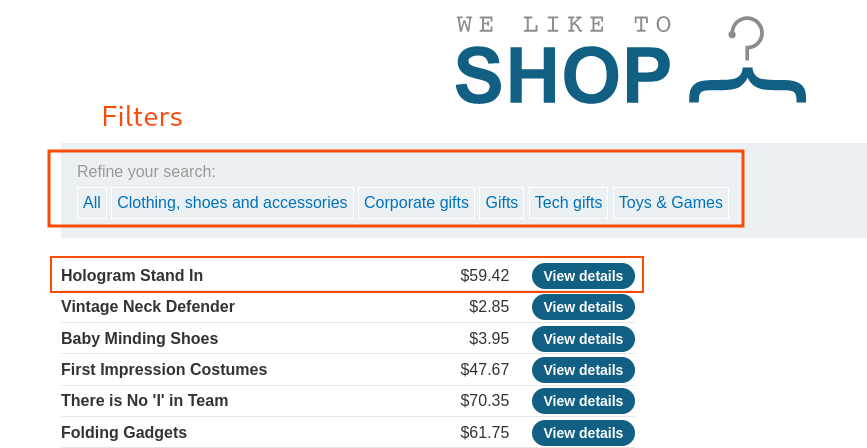 WE LIKE TO
SHOP
Filters
Refine your search:
All Clothing, shoes and accessories Corporate gifts Gifts Tech gifts Toys & Games
Hologram Stand In $59.42 View details
Vintage Neck Defender $2.85 View details
Baby Minding Shoes $3.95 View details
First Impression Costumes $47.67 View details
There is No 'I' in Team $70.35 View details
Folding Gadgets $61.75 View details